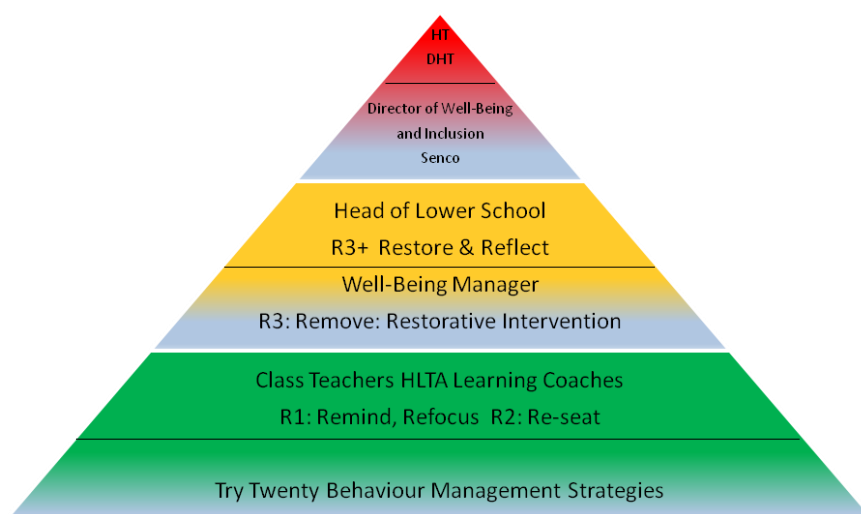 HT
DHT
Director of Well-Being
and Inclusion
Senco
Head of Lower School
R3+ Restore & Reflect
Well-Being Manager
R3: Remove: Restorative Intervention
Class Teachers HLTA Learning Coaches
R1: Remind, Refocus R2: Re-seat
Try Twenty Behaviour Management Strategies